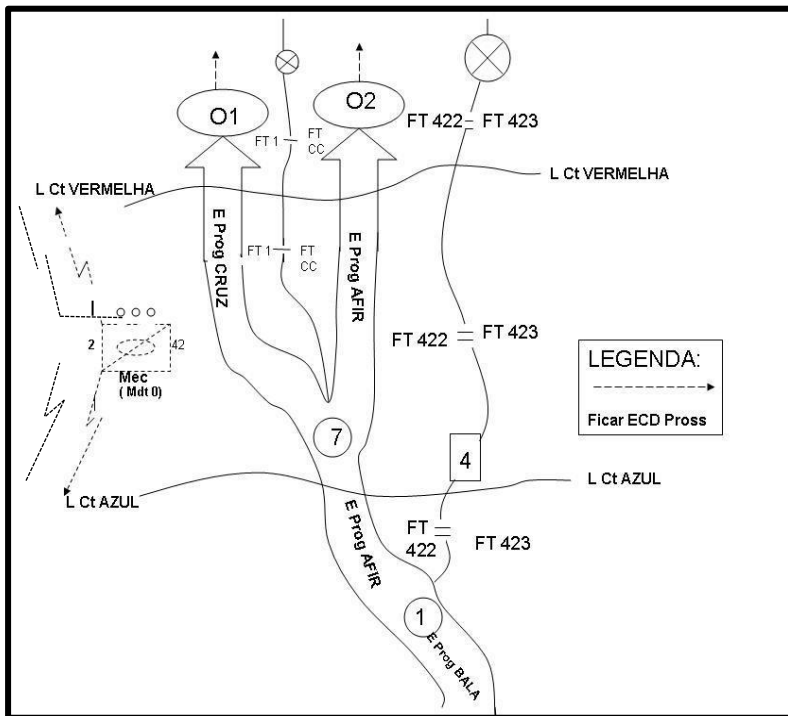 O1
O2
FT 422
FT 423
FT 1
FT
CC
L Ct VERMELHA
L Ct VERMELHA
E Prog CRUZ
E Prog AFIR
FT 1
FT
CC
I
2
42
Mec
( Mdt 0)
I
FT 422
FT 423
LEGENDA:
Ficar ECD Pross
7
4
L Ct AZUL
L Ct AZUL
E Prog AFIR
FT
422
FT 423
1
E Prog BALA